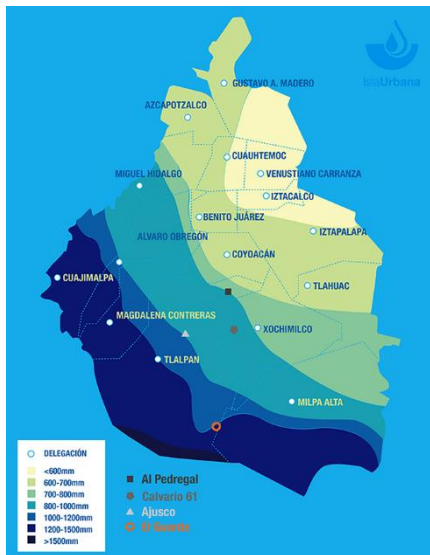 IslaUrbana
GUSTAVO A. MADERO
AZCAPOTZALCO
CUAUHTEMOC
MIGUEL HIDALGO
VENUSTIANO CARRANZA
IZTACALCO
BENITO JUÁREZ
IZTAPALAPA
ALVARO OBREGÓN
COYOACÁN
CUAJIMALPA
TLAHUAC
MAGDALENA CONTRERAS
XOCHIMILCO
TLALPAN
MILPA ALTA
DELEGACIÓN
<600mm
600-700mm
700-800mm
800-1000mm
1000-1200mm
1200-1500mm
>1500mm
Al Pedregal
Calvario 61
Ajusco
El